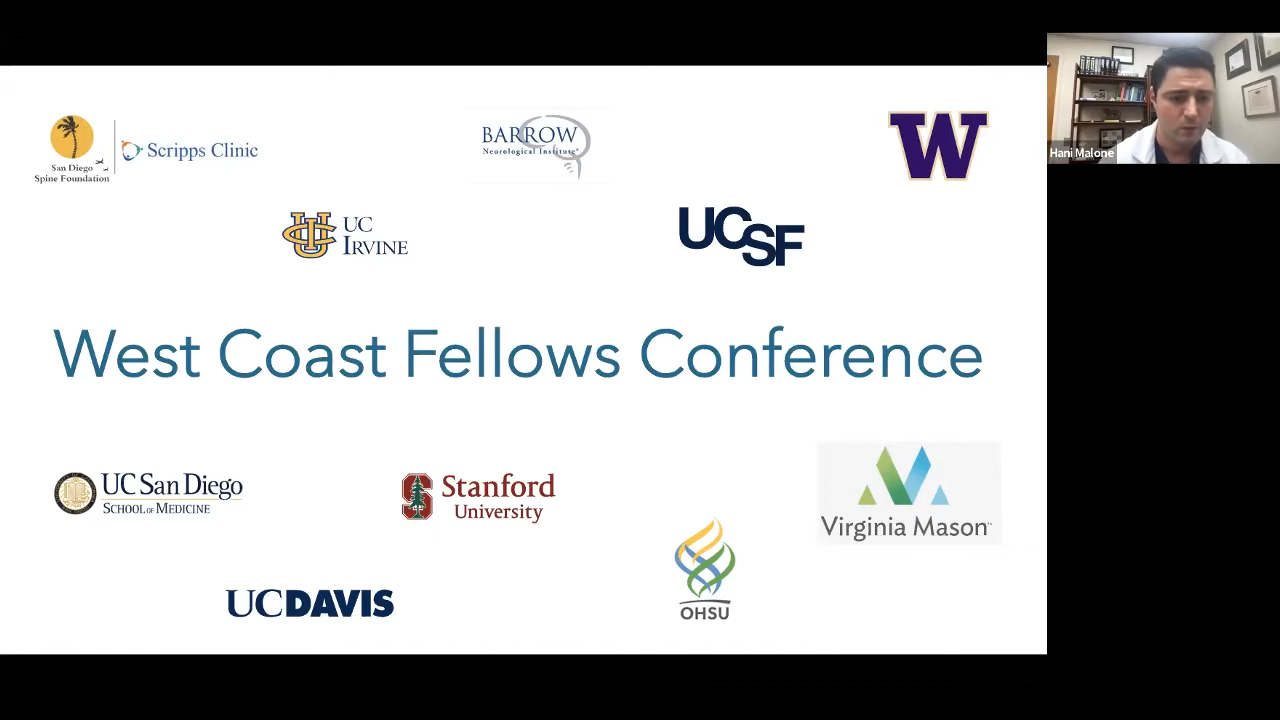 San Diego
Spine Foundation
Scripps Clinic
BARROW
Neurological Institute®
W
Hani Malone
UC
IRVINE
UCSF
West Coast Fellows Conference
UC San Diego
SCHOOL OF MEDICINE
Stanford
University
Virginia Mason™
OHSU
UCDAVIS